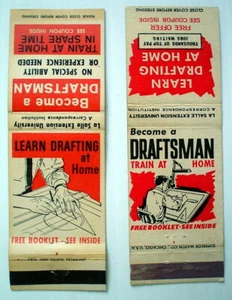 PLEASE CLOSE COVER BEFORE STRIKING
SEE COUPON INSIDE
TRAIN AT HOME
IN SPARE TIME
NO SPECIAL ABILITY
OR EXPERIENCE NEEDED
Become a
DRAFTSMAN
La Salle Extension University
A Correspondence Institution
LEARN DRAFTING
at
Home
FREE BOOKLET - SEE INSIDE
CLOSE COVER BEFORE STRIKING
FREE OFFER
SEE COUPON INSIDE
THOUSANDS OF TOP PAY
JOBS WAITING
LEARN
DRAFTING
AT HOME
LA SALLE EXTENSION UNIVERSITY
A CORRESPONDENCE INSTITUTION
Become a
DRAFTSMAN
TRAIN AT HOME
FREE BOOKLET-SEE INSIDE
SUPERIOR MATCH CO., CHICAGO, U.S.A.